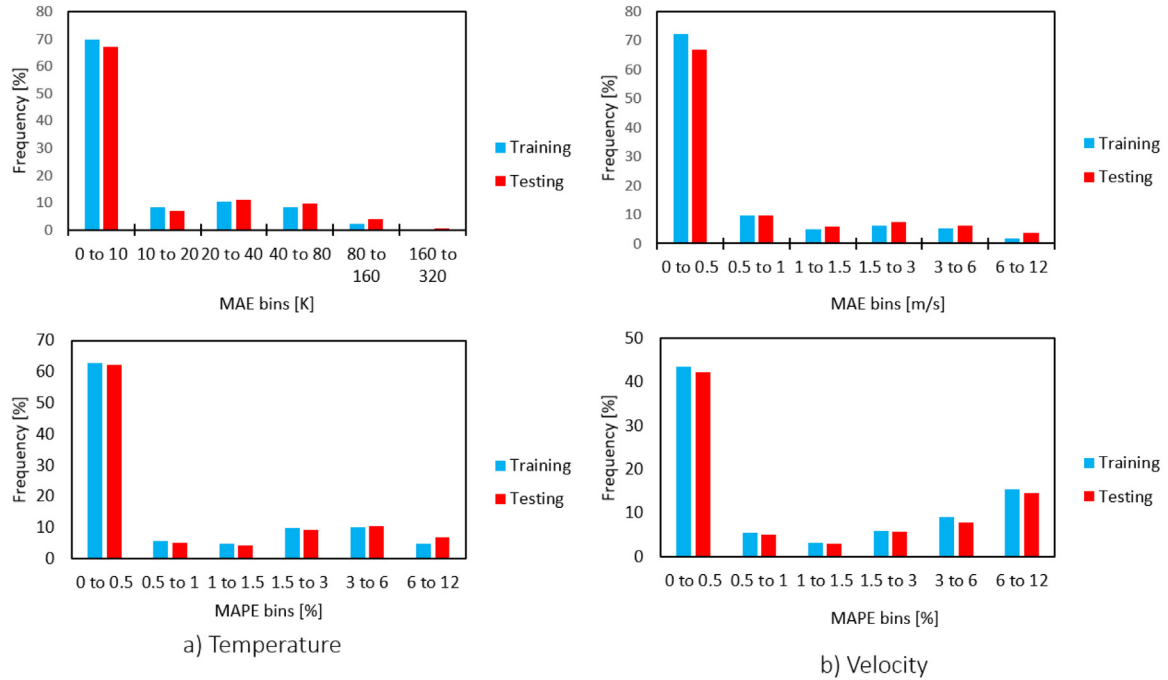 80
70
60
50
40
30
20
10
0
Frequency [%]
0 to 10 10 to 20 20 to 40 40 to 80 80 to 160 160 to 320
MAE bins [K]
Training
Testing
80
70
60
50
40
30
20
10
0
Frequency [%]
0 to 0.5 0.5 to 1 1 to 1.5 1.5 to 3 3 to 6 6 to 12
MAE bins [m/s]
Training
Testing
70
60
50
40
30
20
10
0
Frequency [%]
0 to 0.5 0.5 to 1 1 to 1.5 1.5 to 3 3 to 6 6 to 12
MAPE bins [%]
Training
Testing
a) Temperature
50
40
30
20
10
0
Frequency [%]
0 to 0.5 0.5 to 1 1 to 1.5 1.5 to 3 3 to 6 6 to 12
MAPE bins [%]
Training
Testing
b) Velocity